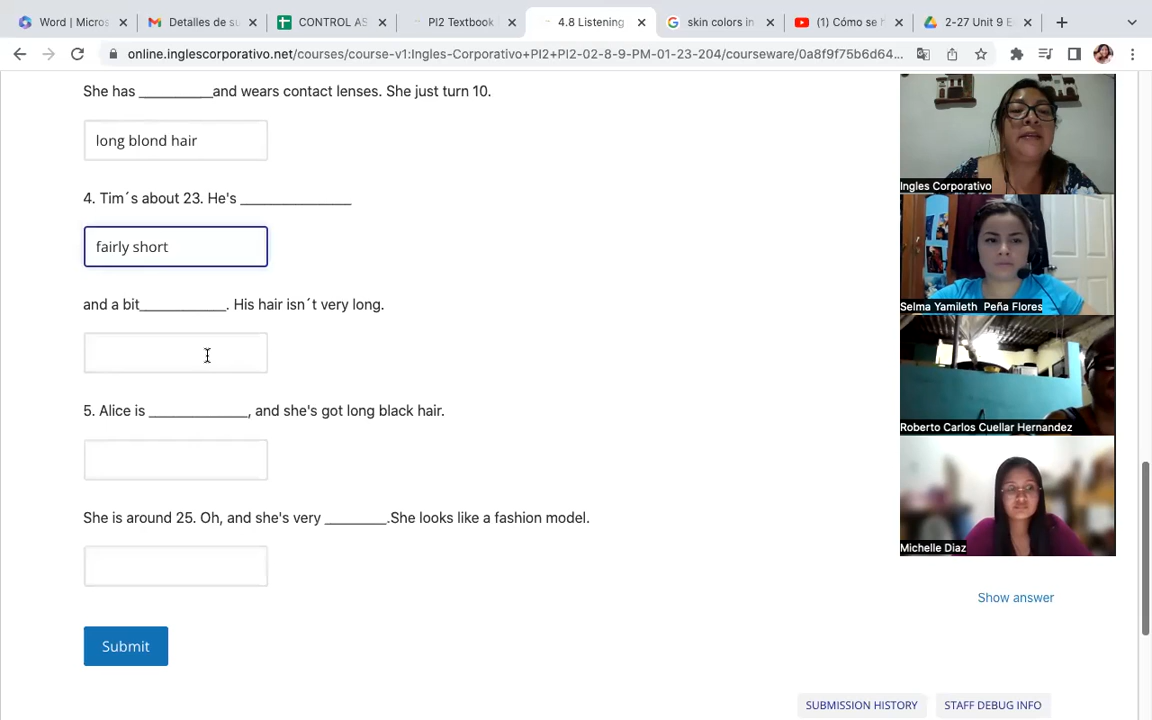 Word | Micros
Detalles de su
CONTROL AS
PI2 Textbook
4.8 Listening
skin colors in
(1) Cómo se h
2-27 Unit 9 E
online.inglescorporativo.net/courses/course-v1:Ingles-Corporativo+PI2+PI2-02-8-9-PM-01-23-204/courseware/0a8f9f75b6d64...
She has __________and wears contact lenses. She just turn 10.
long blond hair
4. Tim´s about 23. He's _______________
fairly short
and a bit____________. His hair isn´t very long.
5. Alice is _____________, and she's got long black hair.
She is around 25. Oh, and she's very ________.She looks like a fashion model.
Submit
Show answer
SUBMISSION HISTORY
STAFF DEBUG INFO
Ingles Corporativo
Selma Yamileth Peña Flores
Roberto Carlos Cuellar Hernandez
Michelle Diaz